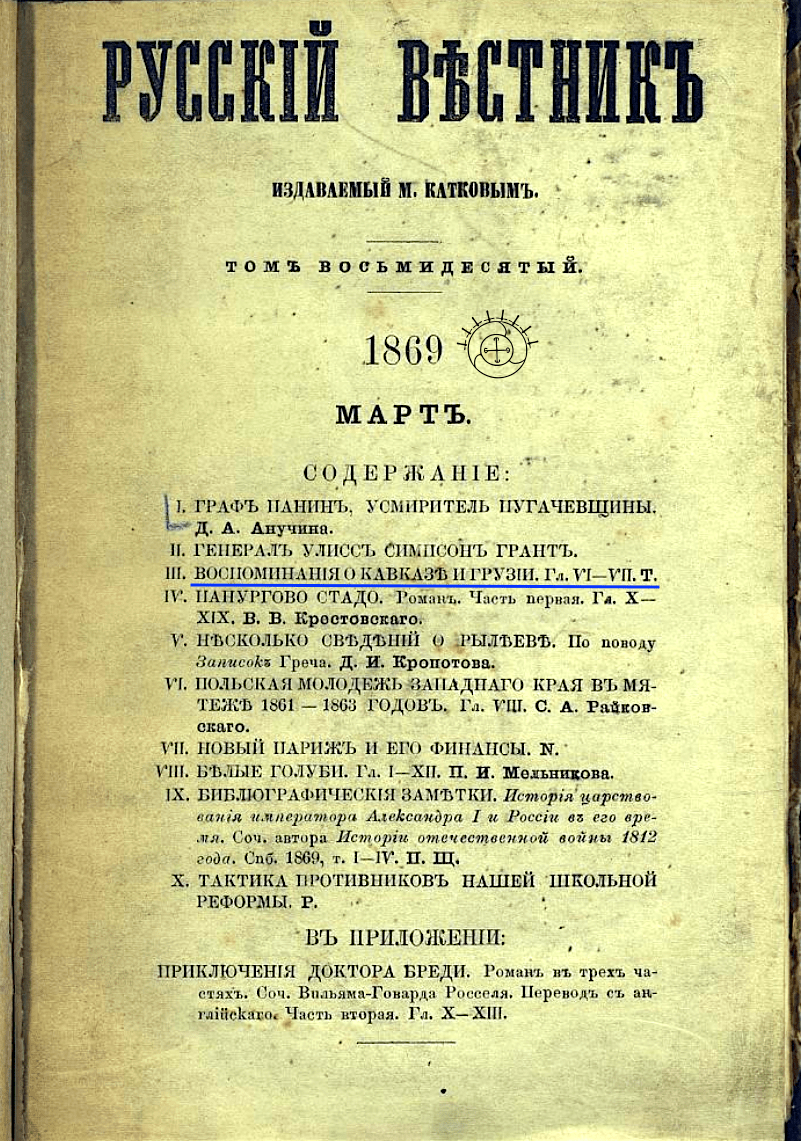 РУССКІЙ ВѢСТНИКЪ
ИЗДАВАЕМЫЙ М. КАТКОВЫМЪ.
ТОМЪ ВОСЬМИДЕСЯТЫЙ.
1869
МАРТЪ.
СОДЕРЖАНІЕ:
I. ГРАФЪ ПАНИНЪ, УСМИРИТЕЛЬ ПУГАЧЕВЩИНЫ.
Д. А. Анучина.
II. ГЕНЕРАЛЪ УЛИССЪ СИМПСОНЪ ГРАНТЪ.
III. ВОСПОМИНАНІЯ О КАВКАЗѢ И ГРУЗІИ. Гл. VI—VII. Т.
IV. ПАНУРГОВО СТАДО. Романъ. Часть первая. Гл. X—
XIX. В. В. Крестовскаго.
V. НѢСКОЛЬКО СВѢДѢНІЙ О РЫЛѢЕВѢ. По поводу
Записокъ Греча. Д. И. Кропотова.
VI. ПОЛЬСКАЯ МОЛОДЕЖЬ ЗАПАДНАГО КРАЯ ВЪ МЯ-
ТЕЖѢ 1861 — 1863 ГОДОВЪ. Гл. VIII. С. А. Райков-
скаго.
VII. НОВЫЙ ПАРИЖЪ И ЕГО ФИНАНСЫ. N.
VIII. БѢЛЫЕ ГОЛУБИ. Гл. I—XII. П. И. Мельникова.
IX. БИБЛІОГРАФИЧЕСКІЯ ЗАМѢТКИ. Исторія царство-
ванія императора Александра I и Россіи въ его вре-
мя. Соч. автора Исторіи отечественной войны 1812
года. Спб. 1869, т. I—IV. П. Щ.
X. ТАКТИКА ПРОТИВНИКОВЪ НАШЕЙ ШКОЛЬНОЙ
РЕФОРМЫ. Р.
ВЪ ПРИЛОЖЕНІИ:
ПРИКЛЮЧЕНІЯ ДОКТОРА БРЕДИ. Романъ въ трехъ ча-
стяхъ. Соч. Вильяма-Говарда Росселя. Переводъ съ ан-
глійскаго. Часть вторая. Гл. X—XIII.